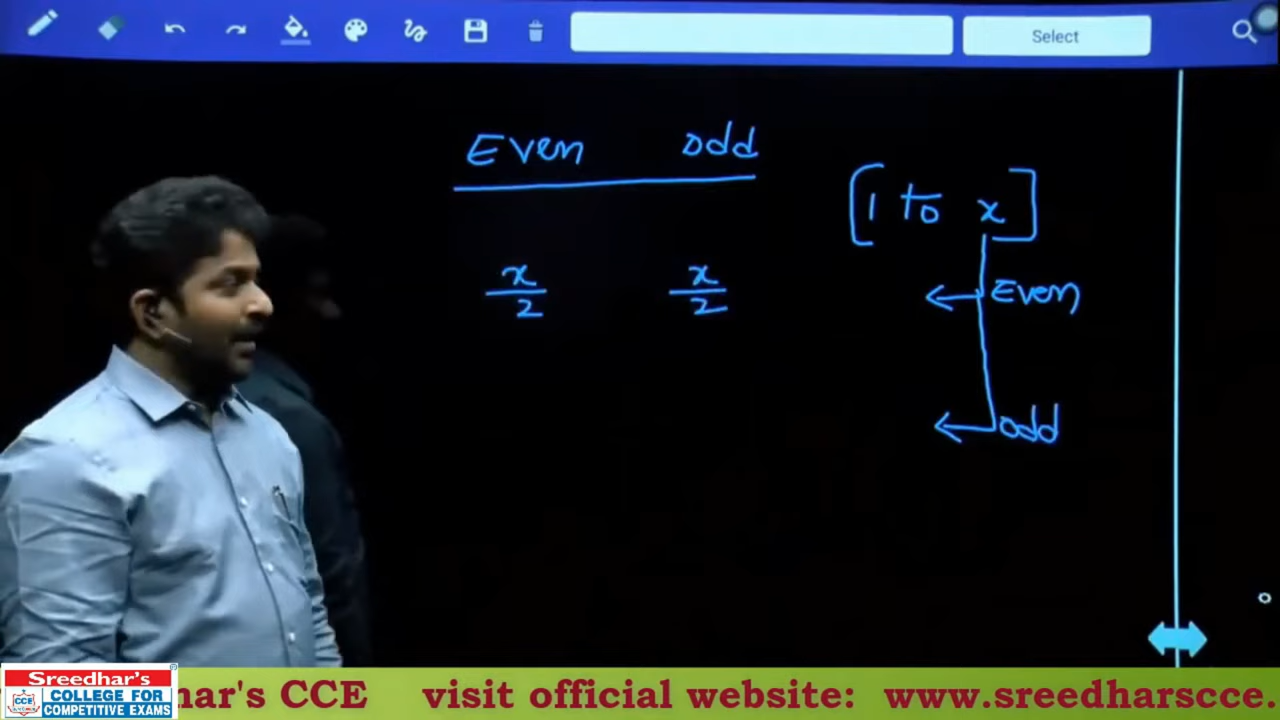 Select
Even odd
[1 to x]
x/2 x/2
Even
odd
Sreedhar's
CCE
COLLEGE FOR
COMPETITIVE EXAMS
har's CCE visit official website: www.sreedharscce.